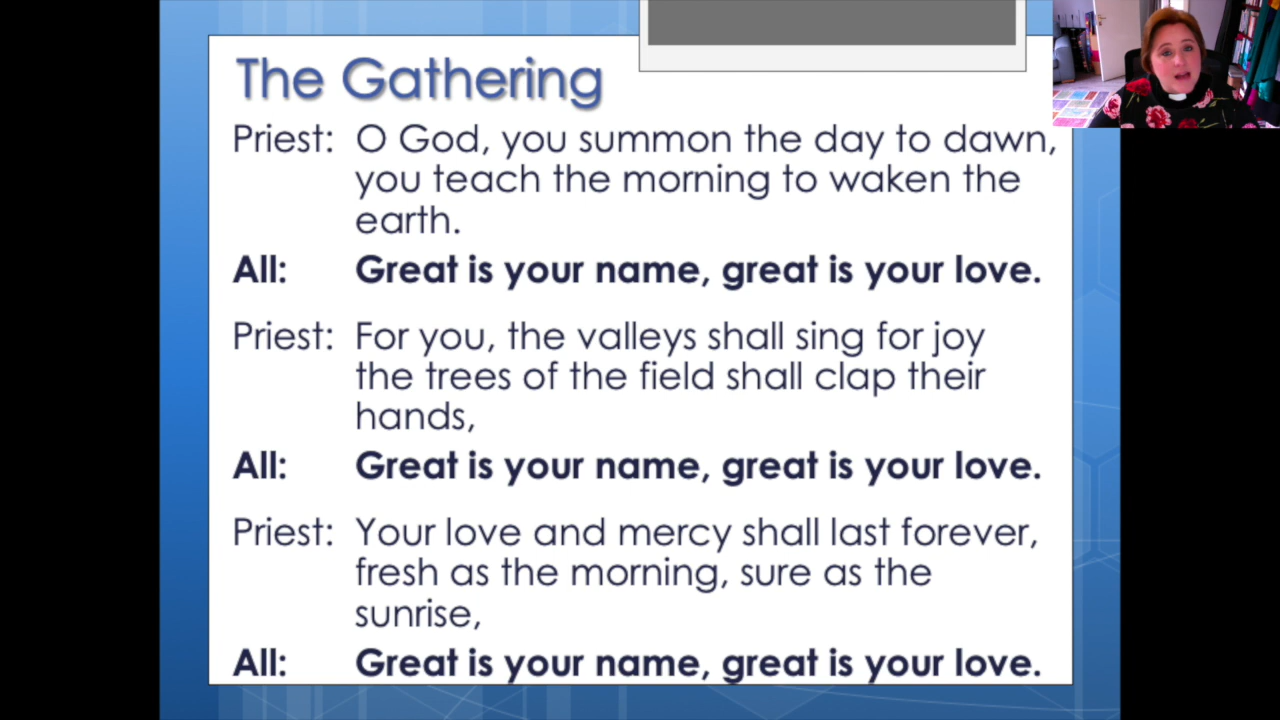 The Gathering
Priest: O God, you summon the day to dawn,
you teach the morning to waken the
earth.
All: Great is your name, great is your love.
Priest: For you, the valleys shall sing for joy
the trees of the field shall clap their
hands,
All: Great is your name, great is your love.
Priest: Your love and mercy shall last forever,
fresh as the morning, sure as the
sunrise,
All: Great is your name, great is your love.